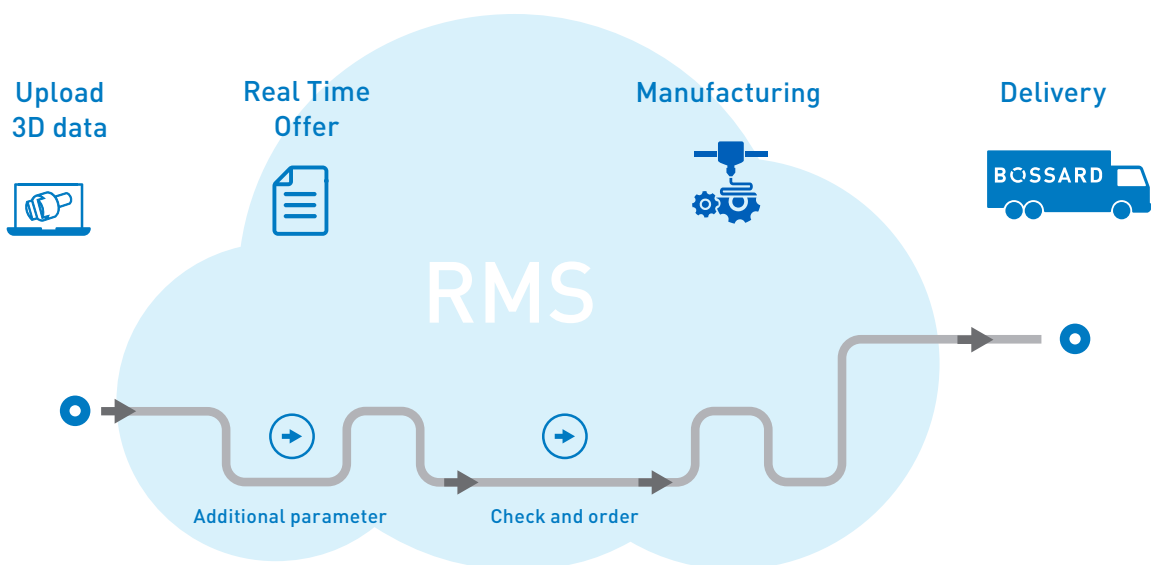 Upload
3D data
Real Time
Offer
Manufacturing
Delivery
BOSSARD
RMS
Additional parameter
Check and order